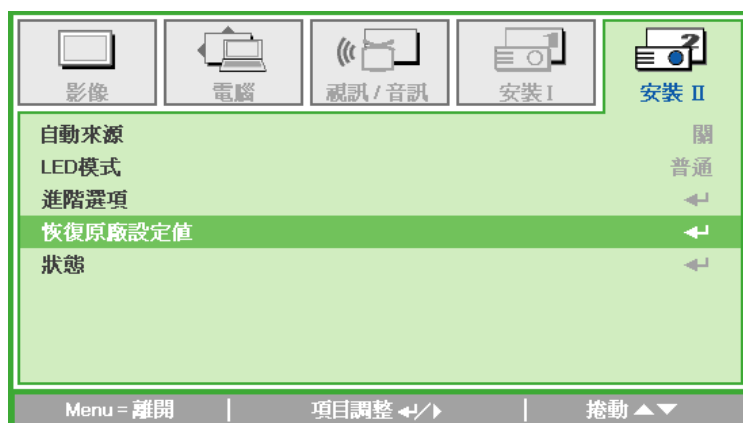 影像 電腦 視訊 / 音訊 安裝 I 安裝 II
自動來源 關
LED模式 普通
進階選項
恢復原廠設定值
狀態
Menu = 離開 項目調整 捲動